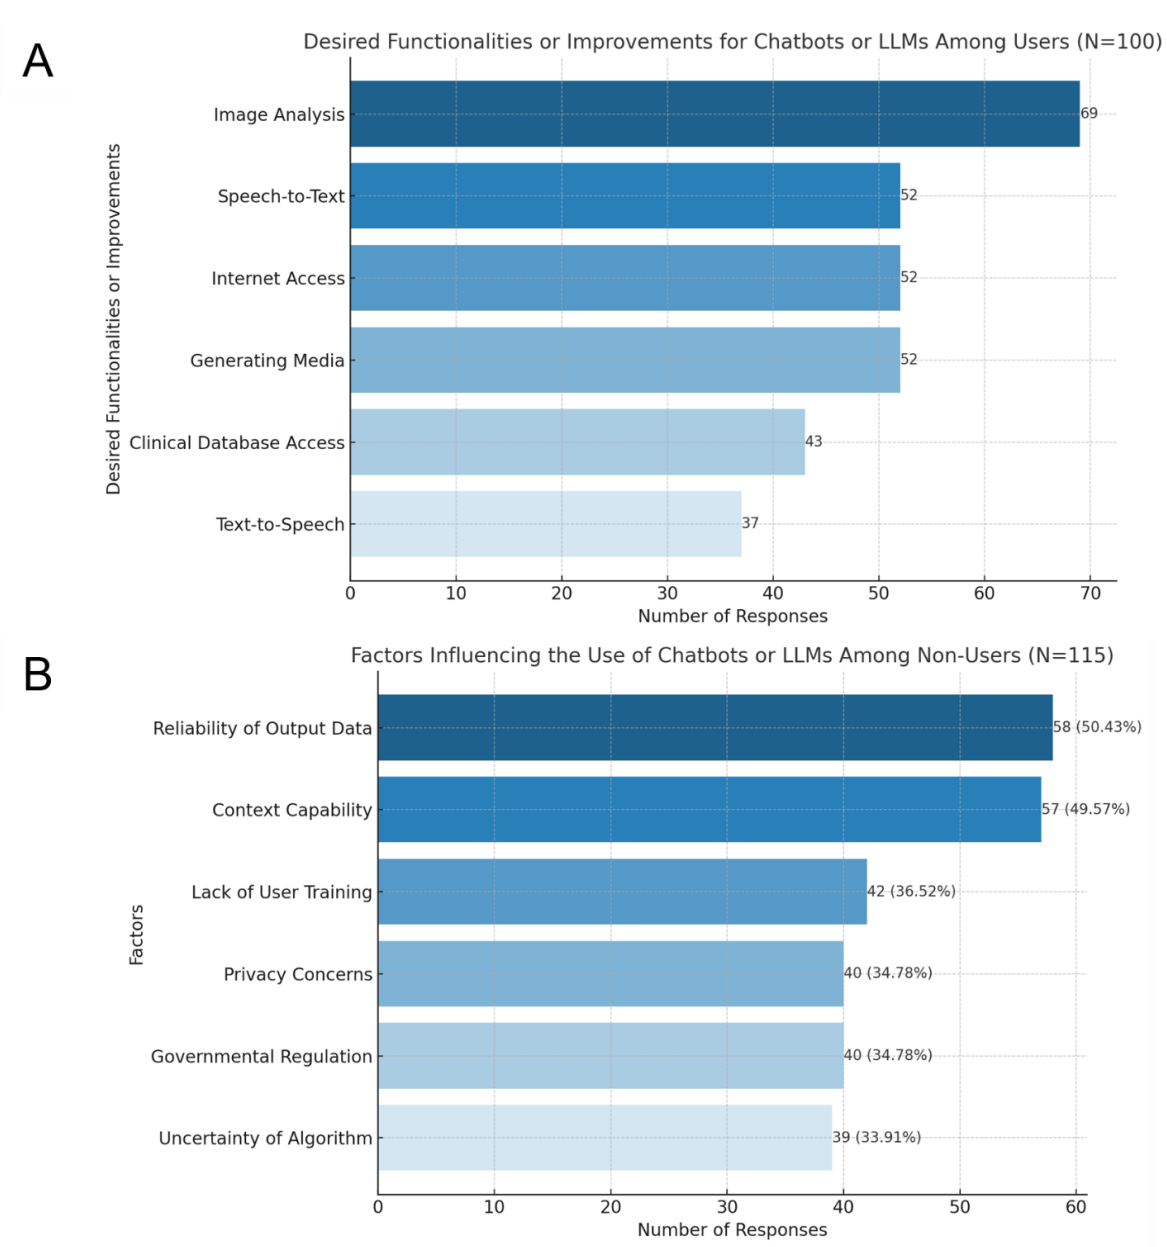 A
Desired Functionalities or Improvements for Chatbots or LLMs Among Users (N=100)
Desired Functionalities or Improvements
Image Analysis 69
Speech-to-Text 52
Internet Access 52
Generating Media 52
Clinical Database Access 43
Text-to-Speech 37
0 10 20 30 40 50 60 70
Number of Responses
B
Factors Influencing the Use of Chatbots or LLMs Among Non-Users (N=115)
Factors
Reliability of Output Data 58 (50.43%)
Context Capability 57 (49.57%)
Lack of User Training 42 (36.52%)
Privacy Concerns 40 (34.78%)
Governmental Regulation 40 (34.78%)
Uncertainty of Algorithm 39 (33.91%)
0 10 20 30 40 50 60
Number of Responses